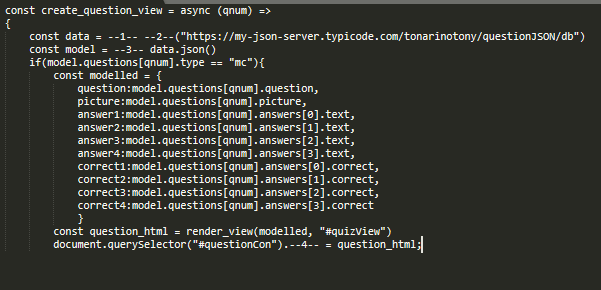 const create_question_view = async (qnum) =>
{
const data = --1-- --2--("https://my-json-server.typicode.com/tonarinotony/questionJSON/db")
const model = --3-- data.json()
if(model.questions[qnum].type == "mc"){
const modelled = {
question:model.questions[qnum].question,
picture:model.questions[qnum].picture,
answer1:model.questions[qnum].answers[0].text,
answer2:model.questions[qnum].answers[1].text,
answer3:model.questions[qnum].answers[2].text,
answer4:model.questions[qnum].answers[3].text,
correct1:model.questions[qnum].answers[0].correct,
correct2:model.questions[qnum].answers[1].correct,
correct3:model.questions[qnum].answers[2].correct,
correct4:model.questions[qnum].answers[3].correct
}
const question_html = render_view(modelled, "#quizView")
document.querySelector("#questionCon").--4-- = question_html;